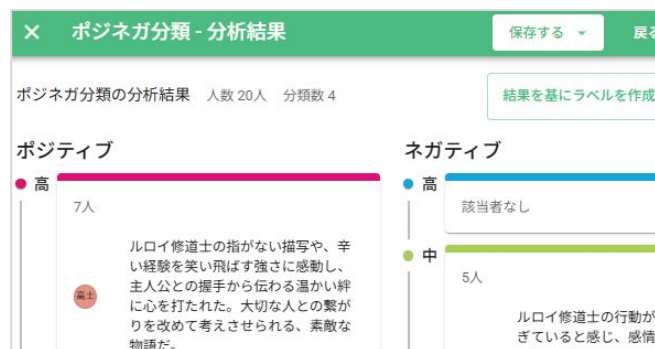 × ポジネガ分類 - 分析結果 保存する 戻る
ポジネガ分類の分析結果 人数 20人 分類数 4 結果を基にラベルを作成
ポジティブ ネガティブ
高 高
7人 該当者なし
ルロイ修道士の指がない描写や、辛
い経験を笑い飛ばす強さに感動し、 中
主人公との握手から伝わる温かい絆 5人
に心を打たれた。大切な人との繋が
りを改めて考えさせられる、素敵な ルロイ修道士の行動が
物語だ。 ぎていると感じ、感情